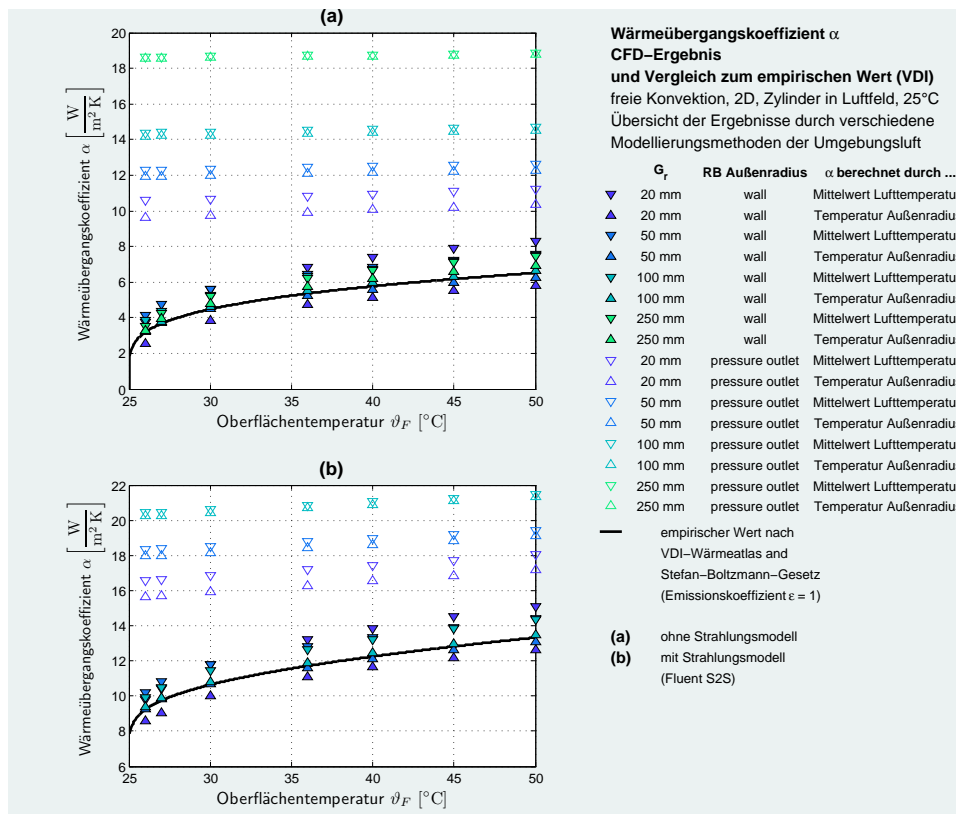 (a)
20
18
16
14
12
10
8
6
4
2
0
25 30 35 40 45 50
Wärmeübergangskoeffizient α [W/m² K]
Oberflächentemperatur ϑF [°C]
(b)
22
20
18
16
14
12
10
8
6
25 30 35 40 45 50
Wärmeübergangskoeffizient α [W/m² K]
Oberflächentemperatur ϑF [°C]
Wärmeübergangskoeffizient α
CFD−Ergebnis
und Vergleich zum empirischen Wert (VDI)
freie Konvektion, 2D, Zylinder in Luftfeld, 25°C
Übersicht der Ergebnisse durch verschiedene
Modellierungsmethoden der Umgebungsluft
Gr RB Außenradius α berechnet durch ...
20 mm wall Mittelwert Lufttemperatu
20 mm wall Temperatur Außenradiu
50 mm wall Mittelwert Lufttemperatu
50 mm wall Temperatur Außenradiu
100 mm wall Mittelwert Lufttemperatu
100 mm wall Temperatur Außenradiu
250 mm wall Mittelwert Lufttemperatu
250 mm wall Temperatur Außenradiu
20 mm pressure outlet Mittelwert Lufttemperatu
20 mm pressure outlet Temperatur Außenradiu
50 mm pressure outlet Mittelwert Lufttemperatu
50 mm pressure outlet Temperatur Außenradiu
100 mm pressure outlet Mittelwert Lufttemperatu
100 mm pressure outlet Temperatur Außenradiu
250 mm pressure outlet Mittelwert Lufttemperatu
250 mm pressure outlet Temperatur Außenradiu
empirischer Wert nach
VDI−Wärmeatlas and
Stefan−Boltzmann−Gesetz
(Emissionskoeffizient ε = 1)
(a) ohne Strahlungsmodell
(b) mit Strahlungsmodell
(Fluent S2S)